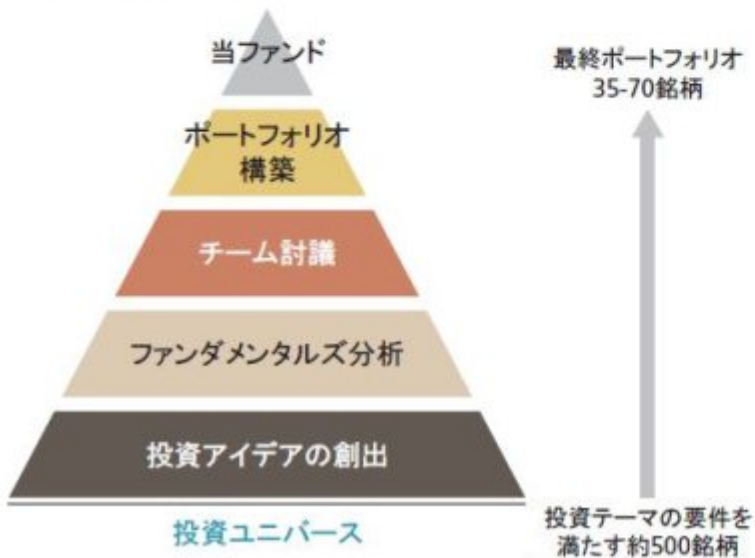 当ファンド
ポートフォリオ
構築
チーム討議
ファンダメンタルズ分析
投資アイデアの創出
投資ユニバース
最終ポートフォリオ
35-70銘柄
投資テーマの要件を
満たす約500銘柄